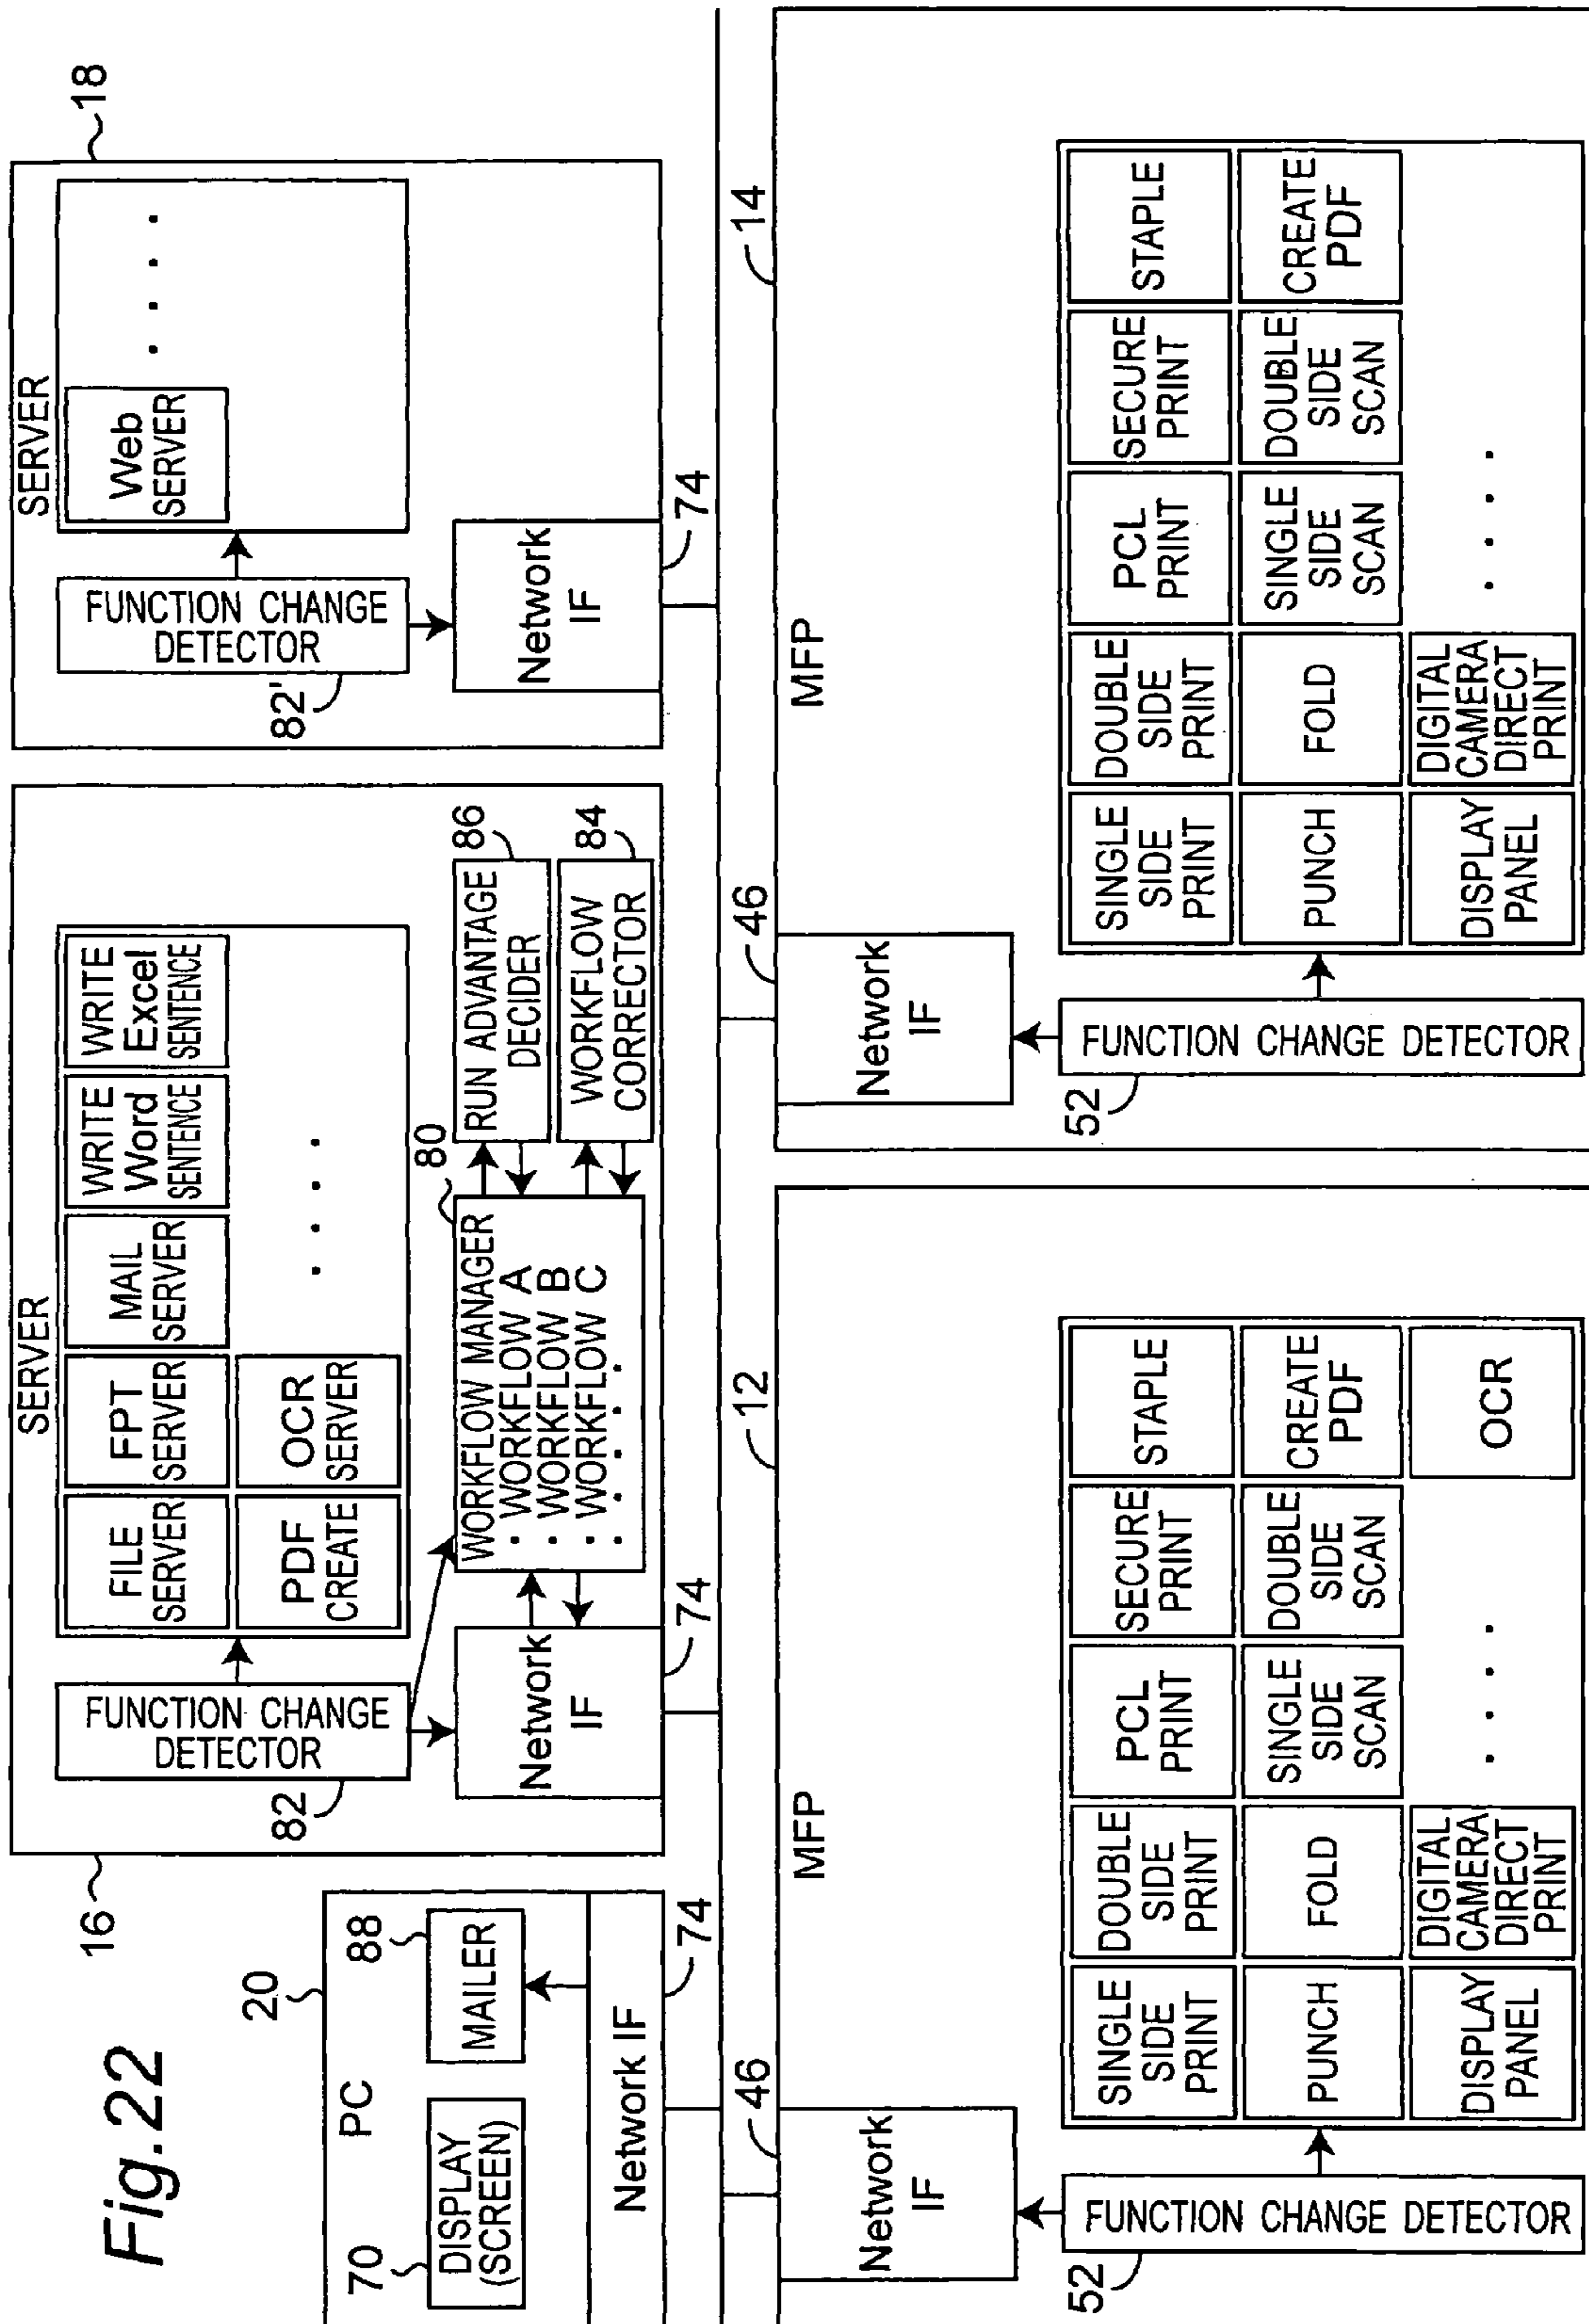 Fig.22
20
PC
70
DISPLAY
(SCREEN)
88
MAILER
Network IF
74
16
SERVER
FILE
SERVER
FPT
SERVER
MAIL
SERVER
WRITE
Word
SENTENCE
WRITE
Excel
SENTENCE
PDF
CREATE
OCR
SERVER
. . . .
FUNCTION CHANGE
DETECTOR
82
Network
IF
74
80
WORKFLOW MANAGER
· WORKFLOW A
· WORKFLOW B
· WORKFLOW C
. . . . .
RUN ADVANTAGE
DECIDER
86
WORKFLOW
CORRECTOR
84
18
SERVER
Web
SERVER
. . . .
FUNCTION CHANGE
DETECTOR
82'
Network
IF
74
12
MFP
46
Network
IF
FUNCTION CHANGE DETECTOR
52
SINGLE
SIDE
PRINT
DOUBLE
SIDE
PRINT
PCL
PRINT
SECURE
PRINT
STAPLE
PUNCH
FOLD
SINGLE
SIDE
SCAN
DOUBLE
SIDE
SCAN
CREATE
PDF
DISPLAY
PANEL
DIGITAL
CAMERA
DIRECT
PRINT
. . . .
OCR
14
MFP
46
Network
IF
FUNCTION CHANGE DETECTOR
52
SINGLE
SIDE
PRINT
DOUBLE
SIDE
PRINT
PCL
PRINT
SECURE
PRINT
STAPLE
PUNCH
FOLD
SINGLE
SIDE
SCAN
DOUBLE
SIDE
SCAN
CREATE
PDF
DISPLAY
PANEL
DIGITAL
CAMERA
DIRECT
PRINT
. . . .